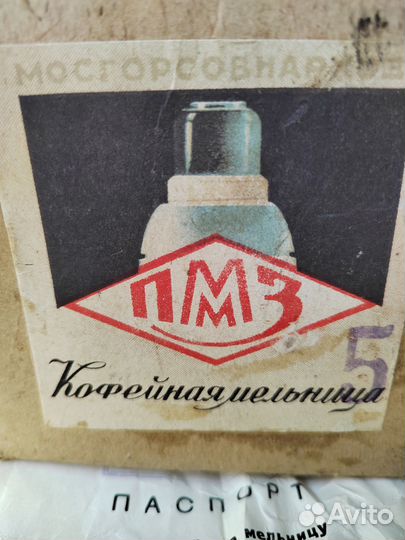 МОСГОРСОВНАРХОЗ
ПМЗ
5
Кофейная мельница
ПАСПОРТ
мельницу
Avito